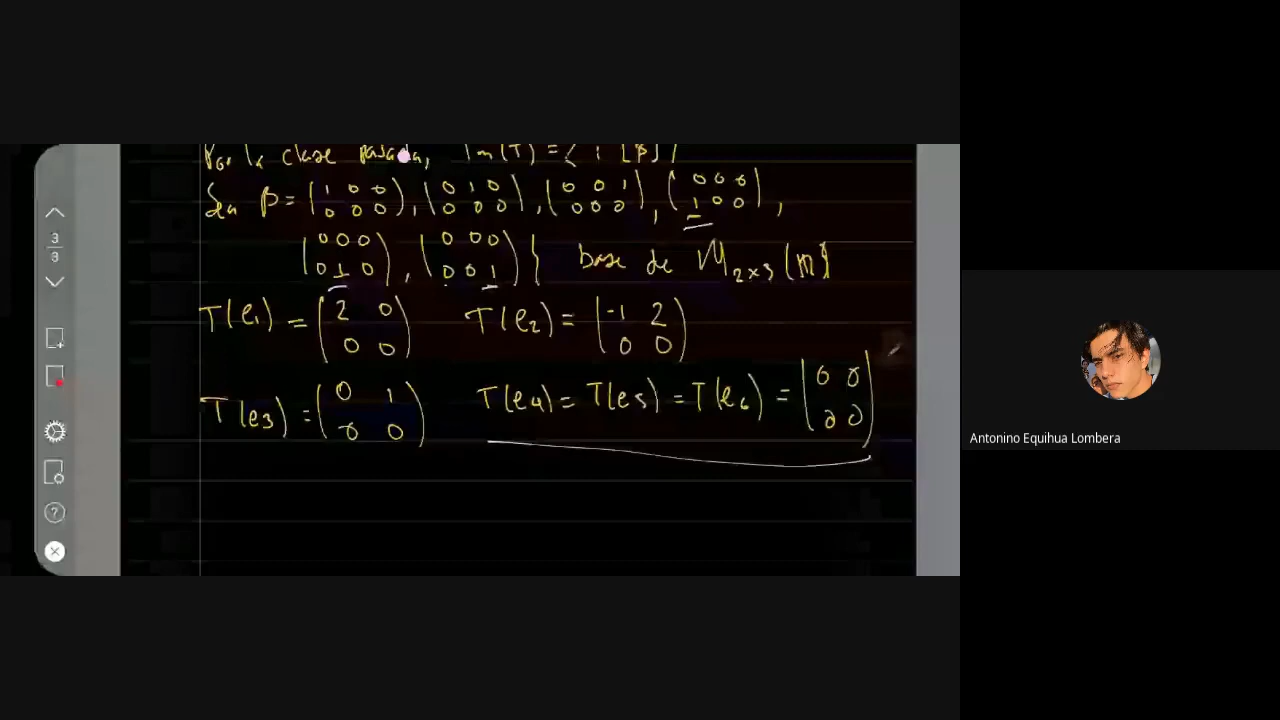 Por la clase pasada, Im(T) = ⟨ T [β] ⟩
Sea β = { (1 0 0 / 0 0 0), (0 1 0 / 0 0 0), (0 0 1 / 0 0 0), (0 0 0 / 1 0 0),
(0 0 0 / 0 1 0), (0 0 0 / 0 0 1) } base de M2x3 (R)
T(e1) = (2 0 / 0 0) T(e2) = (-1 2 / 0 0)
T(e3) = (0 1 / 0 0) T(e4) = T(e5) = T(e6) = (0 0 / 0 0)
3
3
Antonino Equihua Lombera